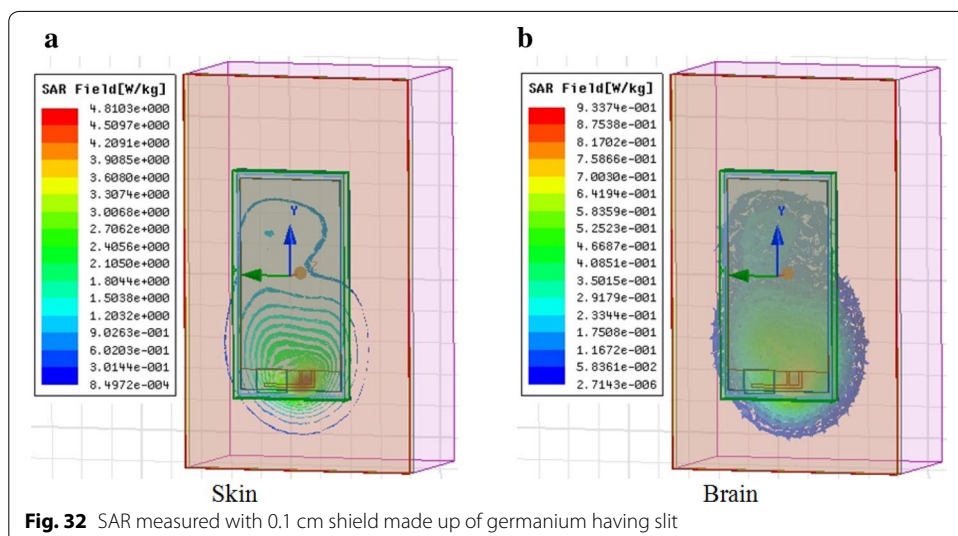 a
SAR Field[W/kg]
4.8103e+000
4.5097e+000
4.2091e+000
3.9085e+000
3.6080e+000
3.3074e+000
3.0068e+000
2.7062e+000
2.4056e+000
2.1050e+000
1.8044e+000
1.5038e+000
1.2032e+000
9.0263e-001
6.0203e-001
3.0144e-001
8.4972e-004
Y
Skin
b
SAR Field[W/kg]
9.3374e-001
8.7538e-001
8.1702e-001
7.5866e-001
7.0030e-001
6.4194e-001
5.8359e-001
5.2523e-001
4.6687e-001
4.0851e-001
3.5015e-001
2.9179e-001
2.3344e-001
1.7508e-001
1.1672e-001
5.8361e-002
2.7143e-006
Y
Brain
Fig. 32 SAR measured with 0.1 cm shield made up of germanium having slit